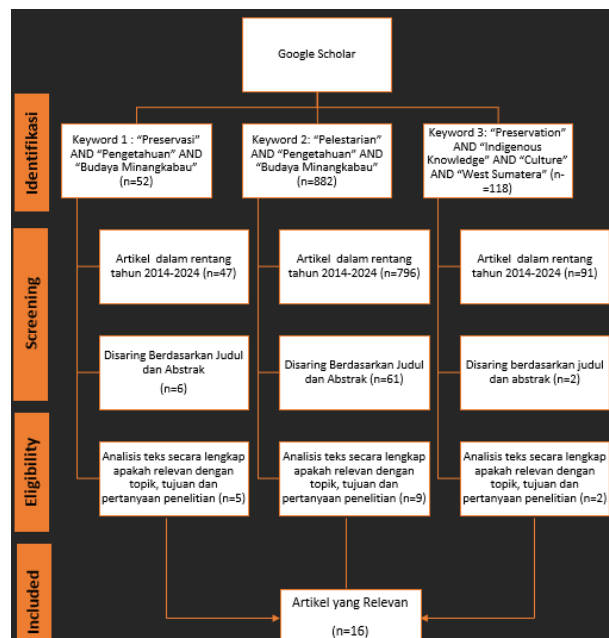 Google Scholar
Identifikasi
Keyword 1 : “Preservasi”
AND “Pengetahuan” AND
“Budaya Minangkabau”
(n=52)
Keyword 2: “Pelestarian”
AND “Pengetahuan” AND
“Budaya Minangkabau”
(n=882)
Keyword 3: “Preservation”
AND “Indigenous
Knowledge” AND “Culture”
AND “West Sumatera” (n-
=118)
Screening
Artikel dalam rentang
tahun 2014-2024 (n=47)
Artikel dalam rentang
tahun 2014-2024 (n=796)
Artikel dalam rentang
tahun 2014-2024 (n=91)
Disaring Berdasarkan Judul
dan Abstrak
(n=6)
Disaring Berdasarkan Judul
dan Abstrak (n=61)
Disaring berdasarkan judul
dan abstrak (n=2)
Eligibility
Analisis teks secara lengkap
apakah relevan dengan
topik, tujuan dan
pertanyaan penelitian (n=5)
Analisis teks secara lengkap
apakah relevan dengan
topik, tujuan dan
pertanyaan penelitian (n=9)
Analisis teks secara lengkap
apakah relevan dengan
topik, tujuan dan
pertanyaan penelitian (n=2)
Included
Artikel yang Relevan
(n=16)